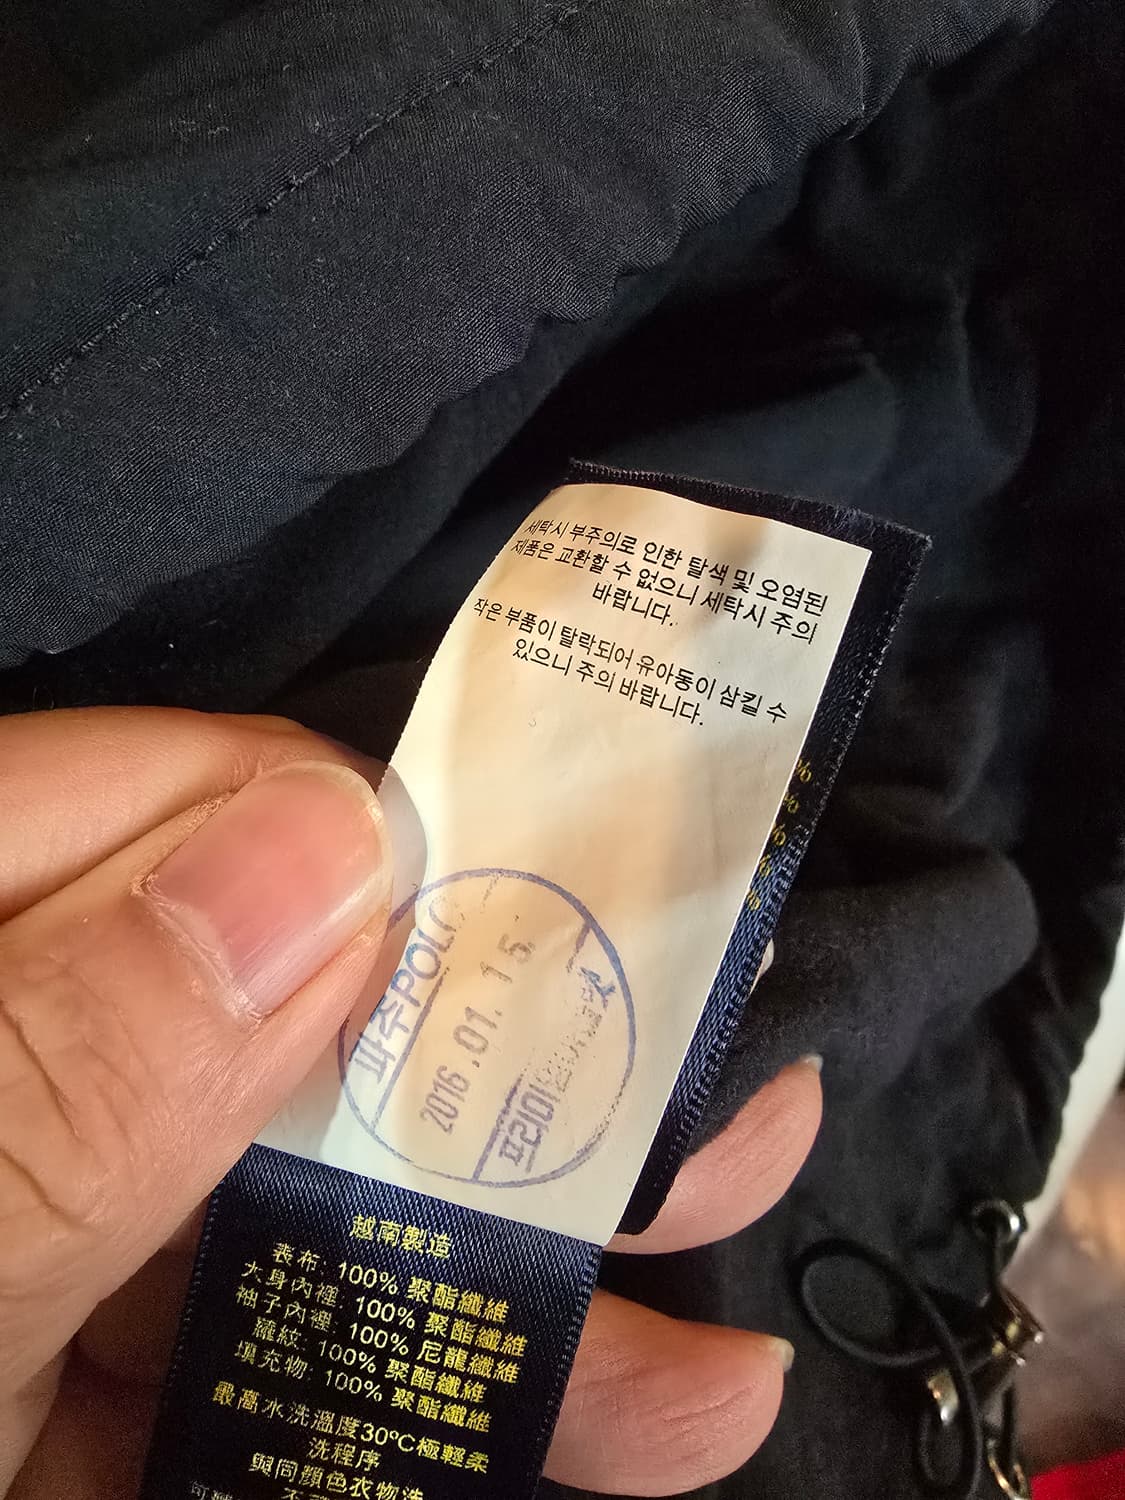 세탁시 부주의로 인한 탈색 및 오염된
제품은 교환할 수 없으니 세탁시 주의
바랍니다.
작은 부품이 탈락되어 유아동이 삼킬 수
있으니 주의 바랍니다.
파주POLO
2016.01.15.
프리미엄
越南製造
表布: 100% 聚酯纖維
大身內裡: 100% 聚酯纖維
袖子內裡: 100% 尼龍纖維
羅紋: 100% 聚酯纖維
填充物: 100% 聚酯纖維
最高水洗溫度30°C極輕柔
洗程序
與同顏色衣物洗